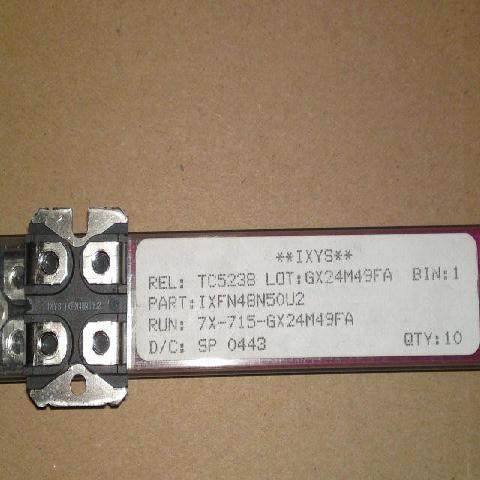 **IXYS**
REL: TC5238 LOT:GX24M49FA BIN:1
PART:IXFN48N50U2
RUN: 7X-715-GX24M49FA
D/C: SP 0443 QTY:10